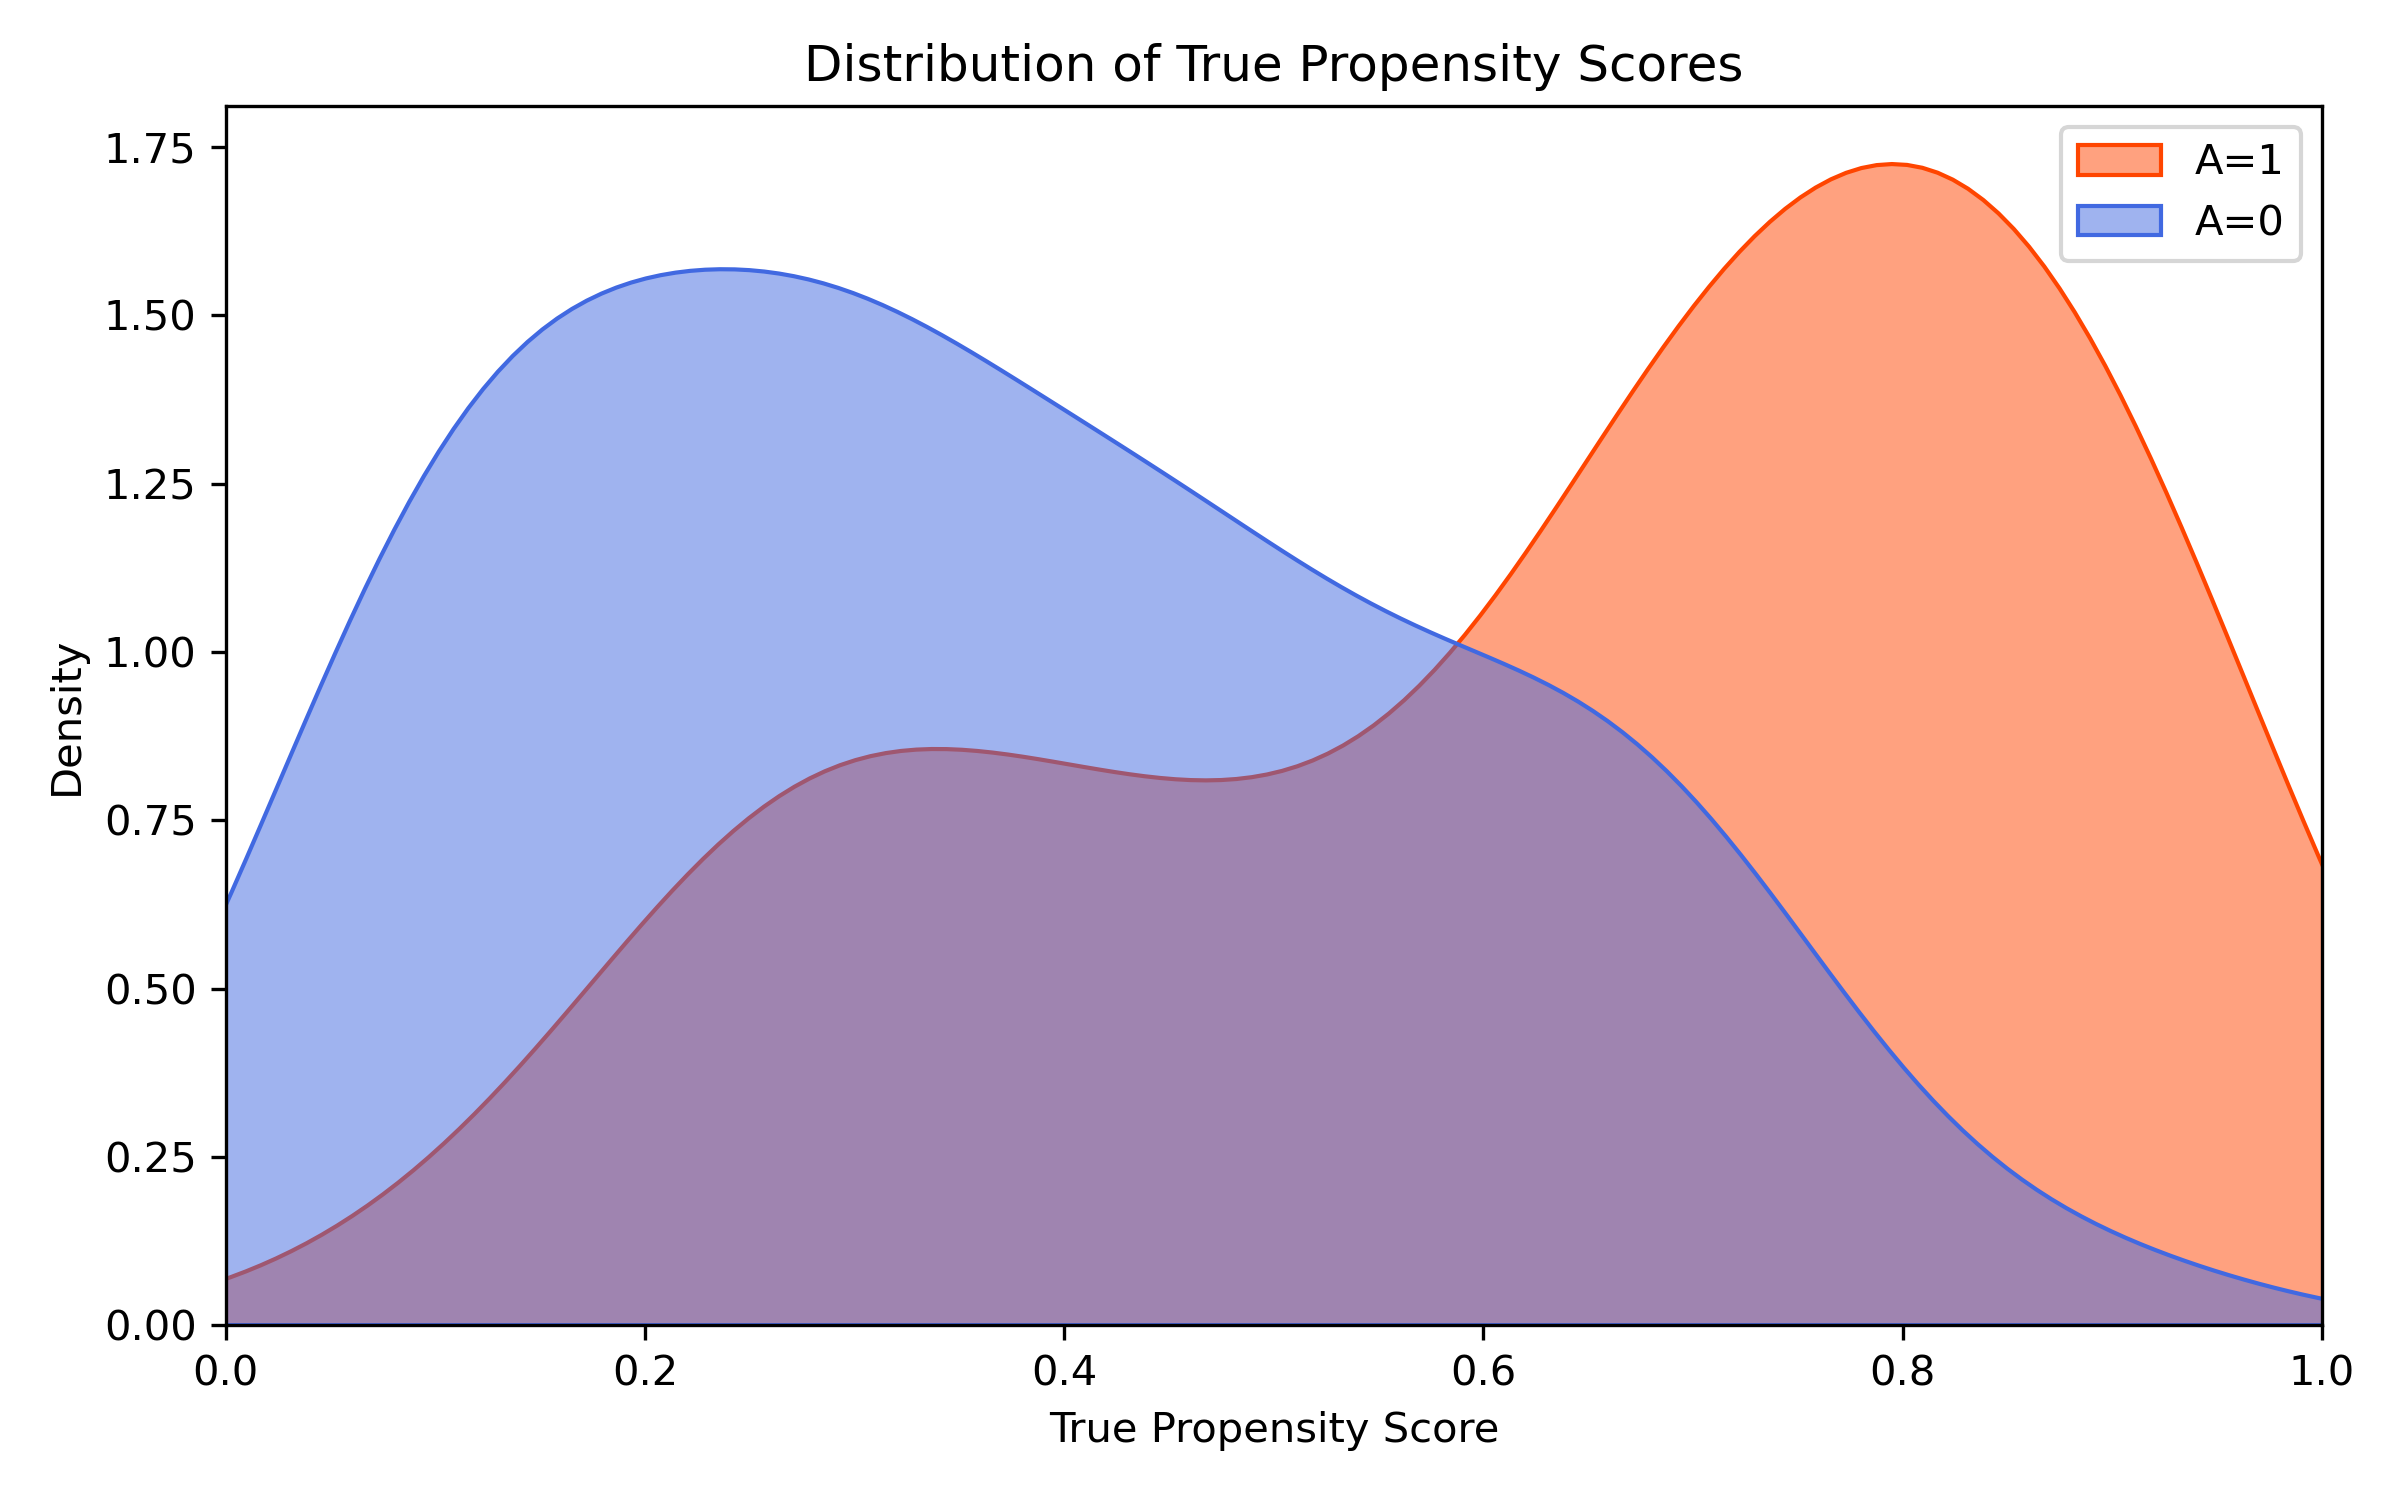 Distribution of True Propensity Scores
A=1
A=0
Density
1.75
1.50
1.25
1.00
0.75
0.50
0.25
0.00
0.0 0.2 0.4 0.6 0.8 1.0
True Propensity Score